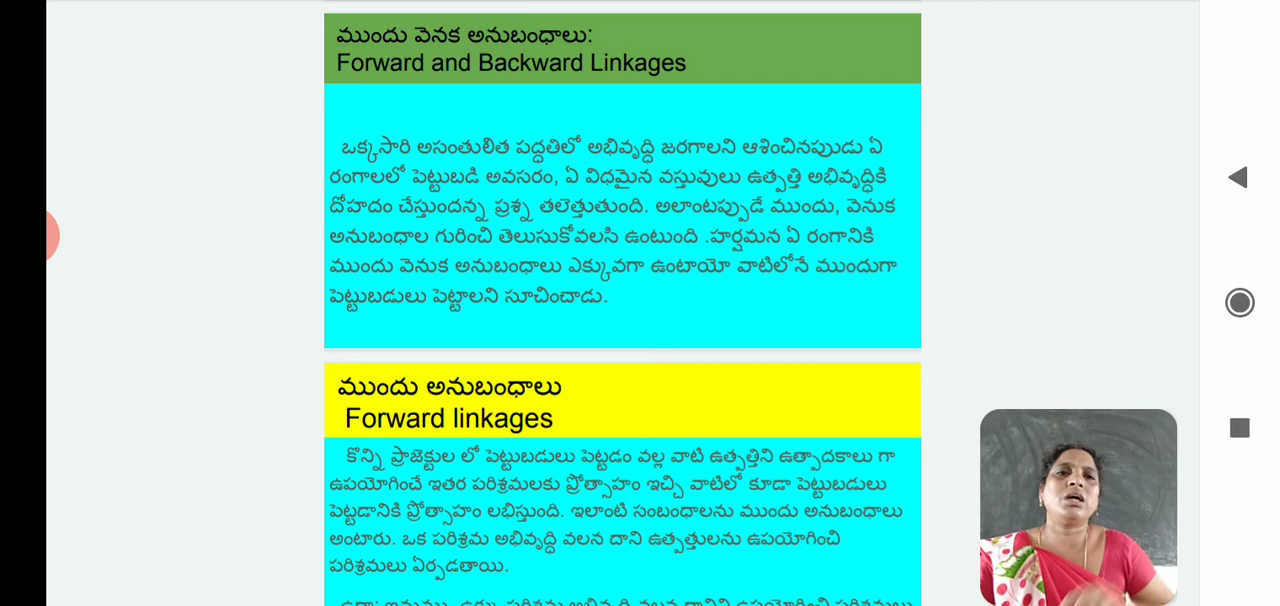 ముందు వెనక అనుబంధాలు:
Forward and Backward Linkages
ఒక్కసారి అసంతులిత పద్ధతిలో అభివృద్ధి జరగాలని ఆశించినపుుడు ఏ
రంగాలలో పెట్టుబడి అవసరం, ఏ విధమైన వస్తువులు ఉత్పత్తి అభివృద్ధికి
దోహదం చేస్తుందన్న ప్రశ్న తలెత్తుతుంది. అలాంటప్పుడే ముందు, వెనుక
అనుబంధాల గురించి తెలుసుకోవలసి ఉంటుంది .హర్షమన ఏ రంగానికి
ముందు వెనుక అనుబంధాలు ఎక్కువగా ఉంటాయో వాటిలోనే ముందుగా
పెట్టుబడులు పెట్టాలని సూచించాడు.
ముందు అనుబంధాలు
Forward linkages
కొన్ని ప్రాజెక్టుల లో పెట్టుబడులు పెట్టడం వల్ల వాటి ఉత్పత్తిని ఉత్పాదకాలు గా
ఉపయోగించే ఇతర పరిశ్రమలకు ప్రోత్సాహం ఇచ్చి వాటిలో కూడా పెట్టుబడులు
పెట్టడానికి ప్రోత్సాహం లభిస్తుంది. ఇలాంటి సంబంధాలను ముందు అనుబంధాలు
అంటారు. ఒక పరిశ్రమ అభివృద్ధి వలన దాని ఉత్పత్తులను ఉపయోగించి
పరిశ్రమలు ఏర్పడతాయి.